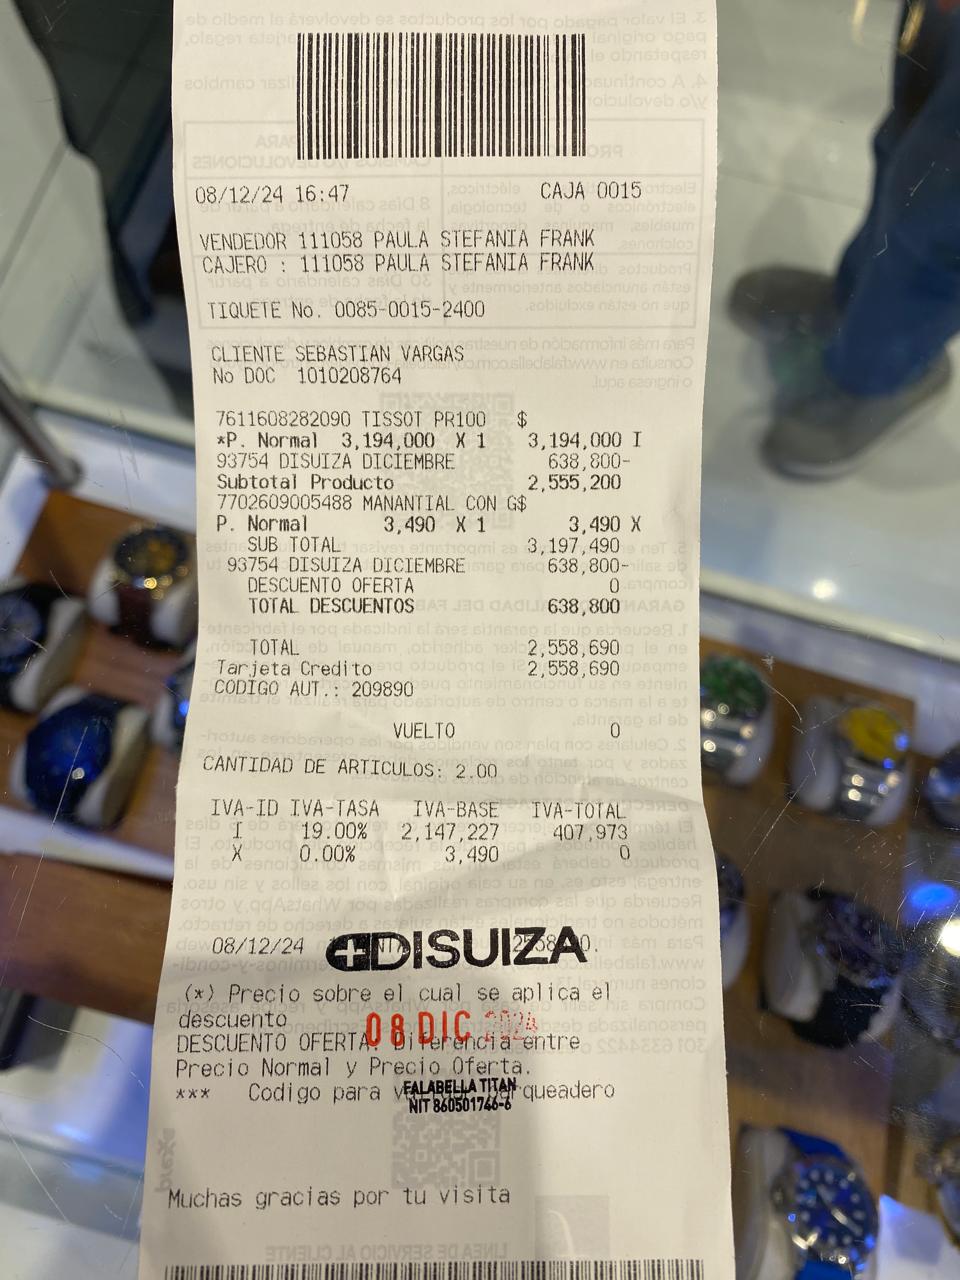 08/12/24 16:47 CAJA 0015
VENDEDOR 111058 PAULA STEFANIA FRANK
CAJERO : 111058 PAULA STEFANIA FRANK
TIQUETE No. 0085-0015-2400
CLIENTE SEBASTIAN VARGAS
No DOC 1010208764
7611608282090 TISSOT PR100 $
*P. Normal 3,194,000 X 1 3,194,000 I
93754 DISUIZA DICIEMBRE 638,800-
Subtotal Producto 2,555,200
7702609005488 MANANTIAL CON G$
P. Normal 3,490 X 1 3,490 X
SUB TOTAL 3,197,490
93754 DISUIZA DICIEMBRE 638,800-
DESCUENTO OFERTA 0
TOTAL DESCUENTOS 638,800
TOTAL 2,558,690
Tarjeta Credito 2,558,690
CODIGO AUT.: 209890
VUELTO 0
CANTIDAD DE ARTICULOS: 2.00
IVA-ID IVA-TASA IVA-BASE IVA-TOTAL
I 19.00% 2,147,227 407,973
X 0.00% 3,490 0
08/12/24 DISUIZA
(*) Precio sobre el cual se aplica el
descuento
08 DIC 2024
DESCUENTO OFERTA: Diferencia entre
Precio Normal y Precio Oferta.
*** Codigo para parqueadero
FALABELLA TITAN
NIT 860501746-6
Muchas gracias por tu visita